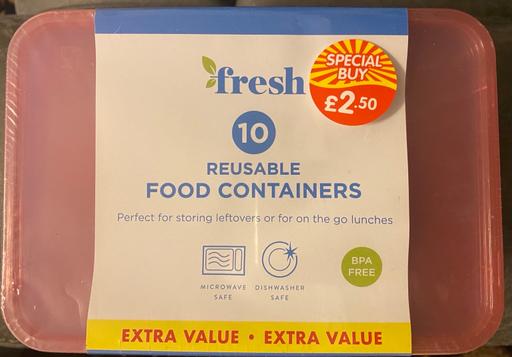 fresh
SPECIAL
BUY
£2.50
10
REUSABLE
FOOD CONTAINERS
Perfect for storing leftovers or for on the go lunches
MICROWAVE
SAFE
DISHWASHER
SAFE
BPA
FREE
EXTRA VALUE • EXTRA VALUE